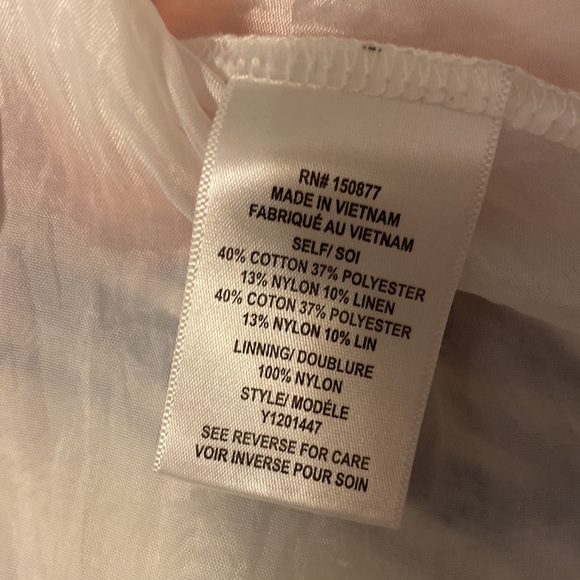 RN# 150877
MADE IN VIETNAM
FABRIQUÉ AU VIETNAM
SELF/ SOI
40% COTTON 37% POLYESTER
13% NYLON 10% LINEN
40% COTON 37% POLYESTER
13% NYLON 10% LIN
LINNING/ DOUBLURE
100% NYLON
STYLE/ MODÉLE
Y1201447
SEE REVERSE FOR CARE
VOIR INVERSE POUR SOIN